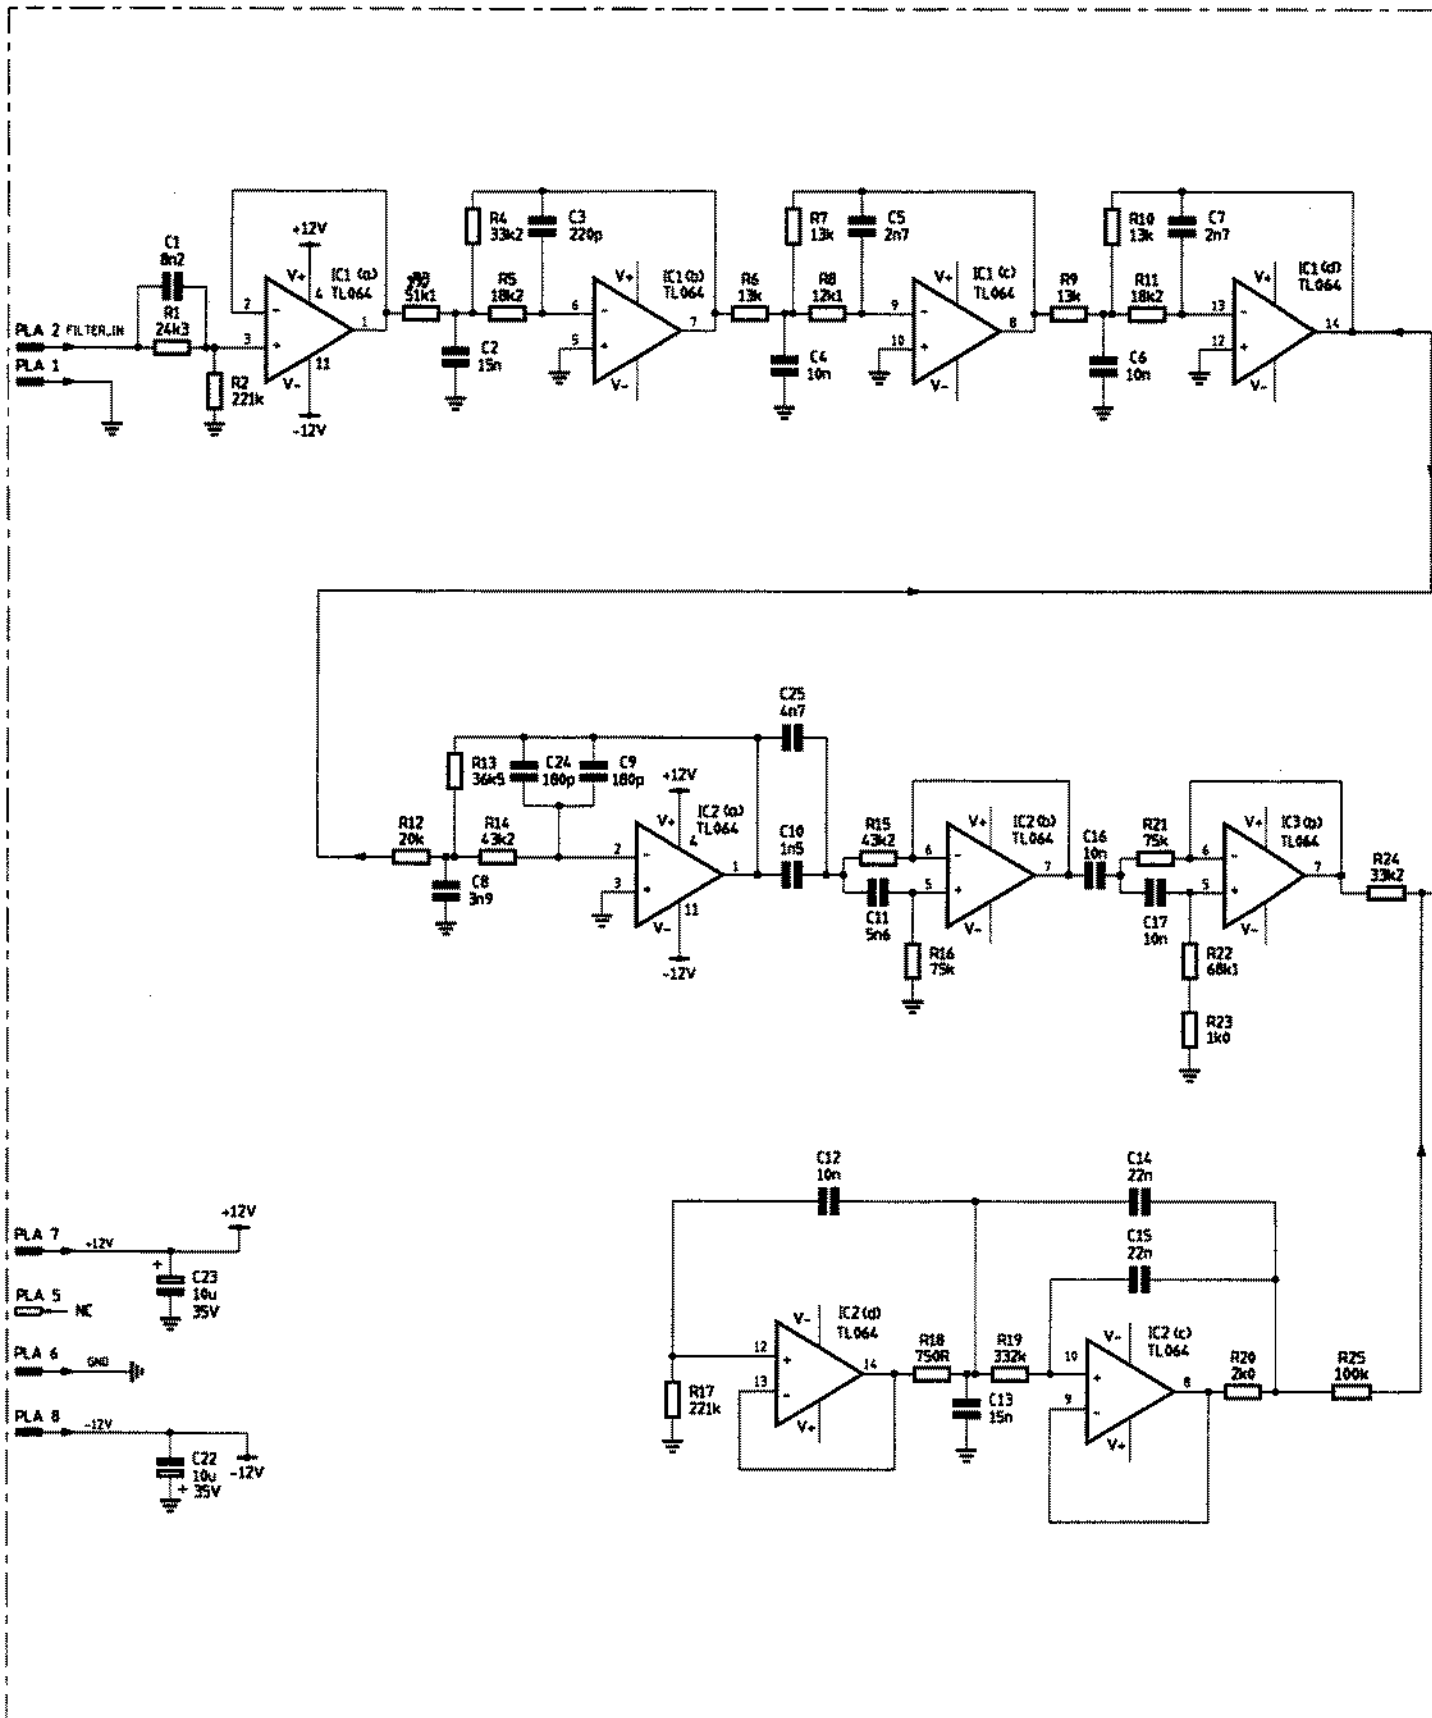 C1
8n2
R1
24k3
PLA 2 FILTER_IN
PLA 1
R2
221k
+12V
V+
4
IC1 (a)
TL064
2
3
1
11
V-
-12V
51k1
C2
15n
R4
33k2
C3
220p
R5
18k2
V+
IC1 (b)
TL064
6
5
7
V-
R6
13k
R7
13k
C5
2n7
R8
12k1
C4
10n
V+
IC1 (c)
TL064
9
10
8
V-
R9
13k
R10
13k
C7
2n7
R11
18k2
C6
10n
V+
IC1 (d)
TL064
13
12
14
V-
C25
4n7
R13
36k5
C24
180p
C9
180p
R12
20k
R14
43k2
C8
3n9
+12V
V+
4
IC2 (a)
TL064
2
3
1
11
V-
-12V
C10
1n5
R15
43k2
C11
5n6
R16
75k
V+
IC2 (b)
TL064
6
5
7
V-
C16
10n
R21
75k
C17
10n
R22
68k1
R23
1k0
V+
IC3 (b)
TL064
6
5
7
V-
R24
33k2
C12
10n
C14
22n
C15
22n
R17
221k
V-
IC2 (d)
TL064
12
13
14
V+
R18
750R
R19
332k
C13
15n
V-
IC2 (c)
TL064
10
9
8
V+
R20
2k0
R25
100k
PLA 7
+12V
+12V
+
C23
10u
35V
PLA 5
NC
PLA 6
GND
PLA 8
-12V
C22
10u
35V
+
-12V